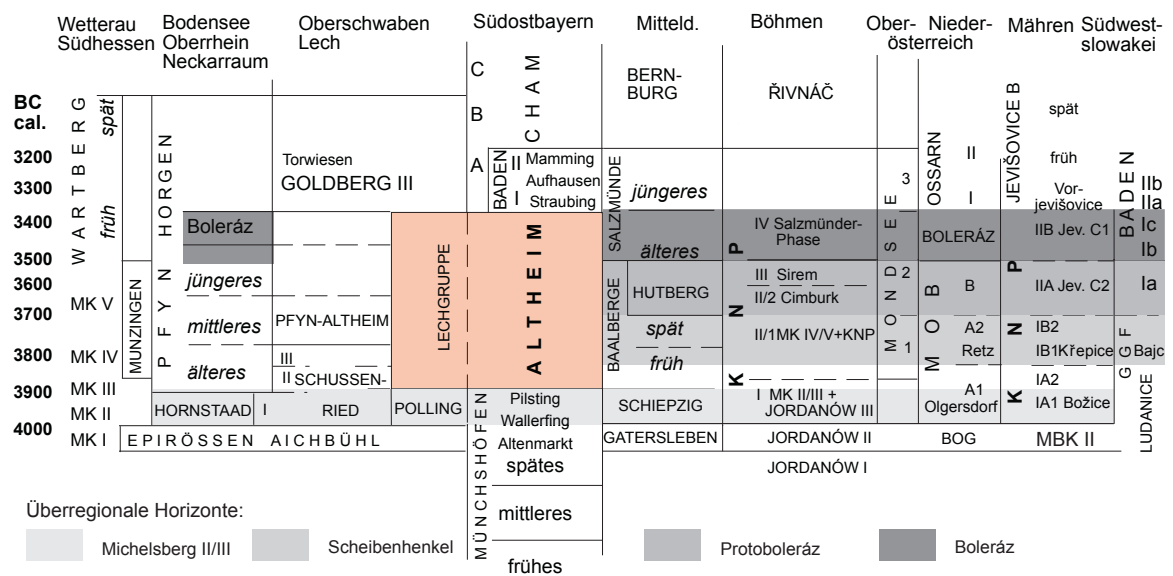 Wetterau
Südhessen
Bodensee
Oberrhein
Neckarraum
Oberschwaben
Lech
Südostbayern
Mitteld.
Böhmen
Ober-
österreich
Nieder-
Mähren
Südwest-
slowakei
BC
cal.
3200
3300
3400
3500
3600
3700
3800
3900
4000
WARTBERG
spät
früh
MK V
MK IV
MK III
MK II
MK I
MUNZINGEN
HORGEN
PFYN
Boleráz
jüngeres
mittleres
älteres
HORNSTAAD
EPIRÖSSEN AICHBÜHL
Torwiesen
GOLDBERG III
PFYN-ALTHEIM
III
II SCHUSSEN-
I RIED
LECHGRUPPE
POLLING
C
B
A
CHAM
BADEN
II Mamming
Aufhausen
I Straubing
ALTHEIM
MÜNCHSHÖFEN
Pilsting
Wallerfing
Altenmarkt
spätes
mittleres
frühes
BERN-
BURG
SALZMÜNDE
jüngeres
älteres
BAALBERGE
HUTBERG
spät
früh
SCHIEPZIG
GATERSLEBEN
ŘIVNÁČ
KNP
IV Salzmünder-
Phase
III Sirem
II/2 Cimburk
II/1MK IV/V+KNP
I MK II/III +
JORDANÓW III
JORDANÓW II
JORDANÓW I
MONDSEE
3
2
1
OSSARN
II
I
BOLERÁZ
MOB
B
A2
Retz
A1
Olgersdorf
BOG
JEVIŠOVICE B
spät
früh
Vor-
jevišovice
KNP
IIB Jev. C1
IIA Jev. C2
IB2
IB1Křepice
IA2
IA1 Božice
MBK II
BADEN
IIb
IIa
Ic
Ib
Ia
GGF
Bajc
LUDANICE
Überregionale Horizonte:
Michelsberg II/III
Scheibenhenkel
Protoboleráz
Boleráz